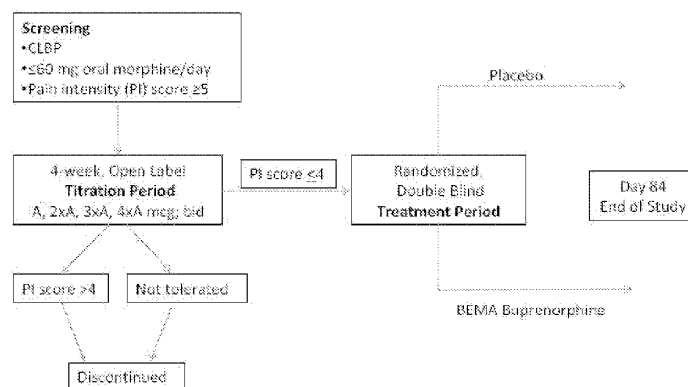 Screening
•CLBP
•≤60 mg oral morphine/day
•Pain intensity (PI) score ≥5
Placebo
4-week, Open Label
Titration Period
A, 2xA, 3xA, 4xA mcg; bid
PI score ≤4
Randomized,
Double Blind
Treatment Period
Day 84
End of Study
PI score >4
Not tolerated
BEMA Buprenorphine
Discontinued